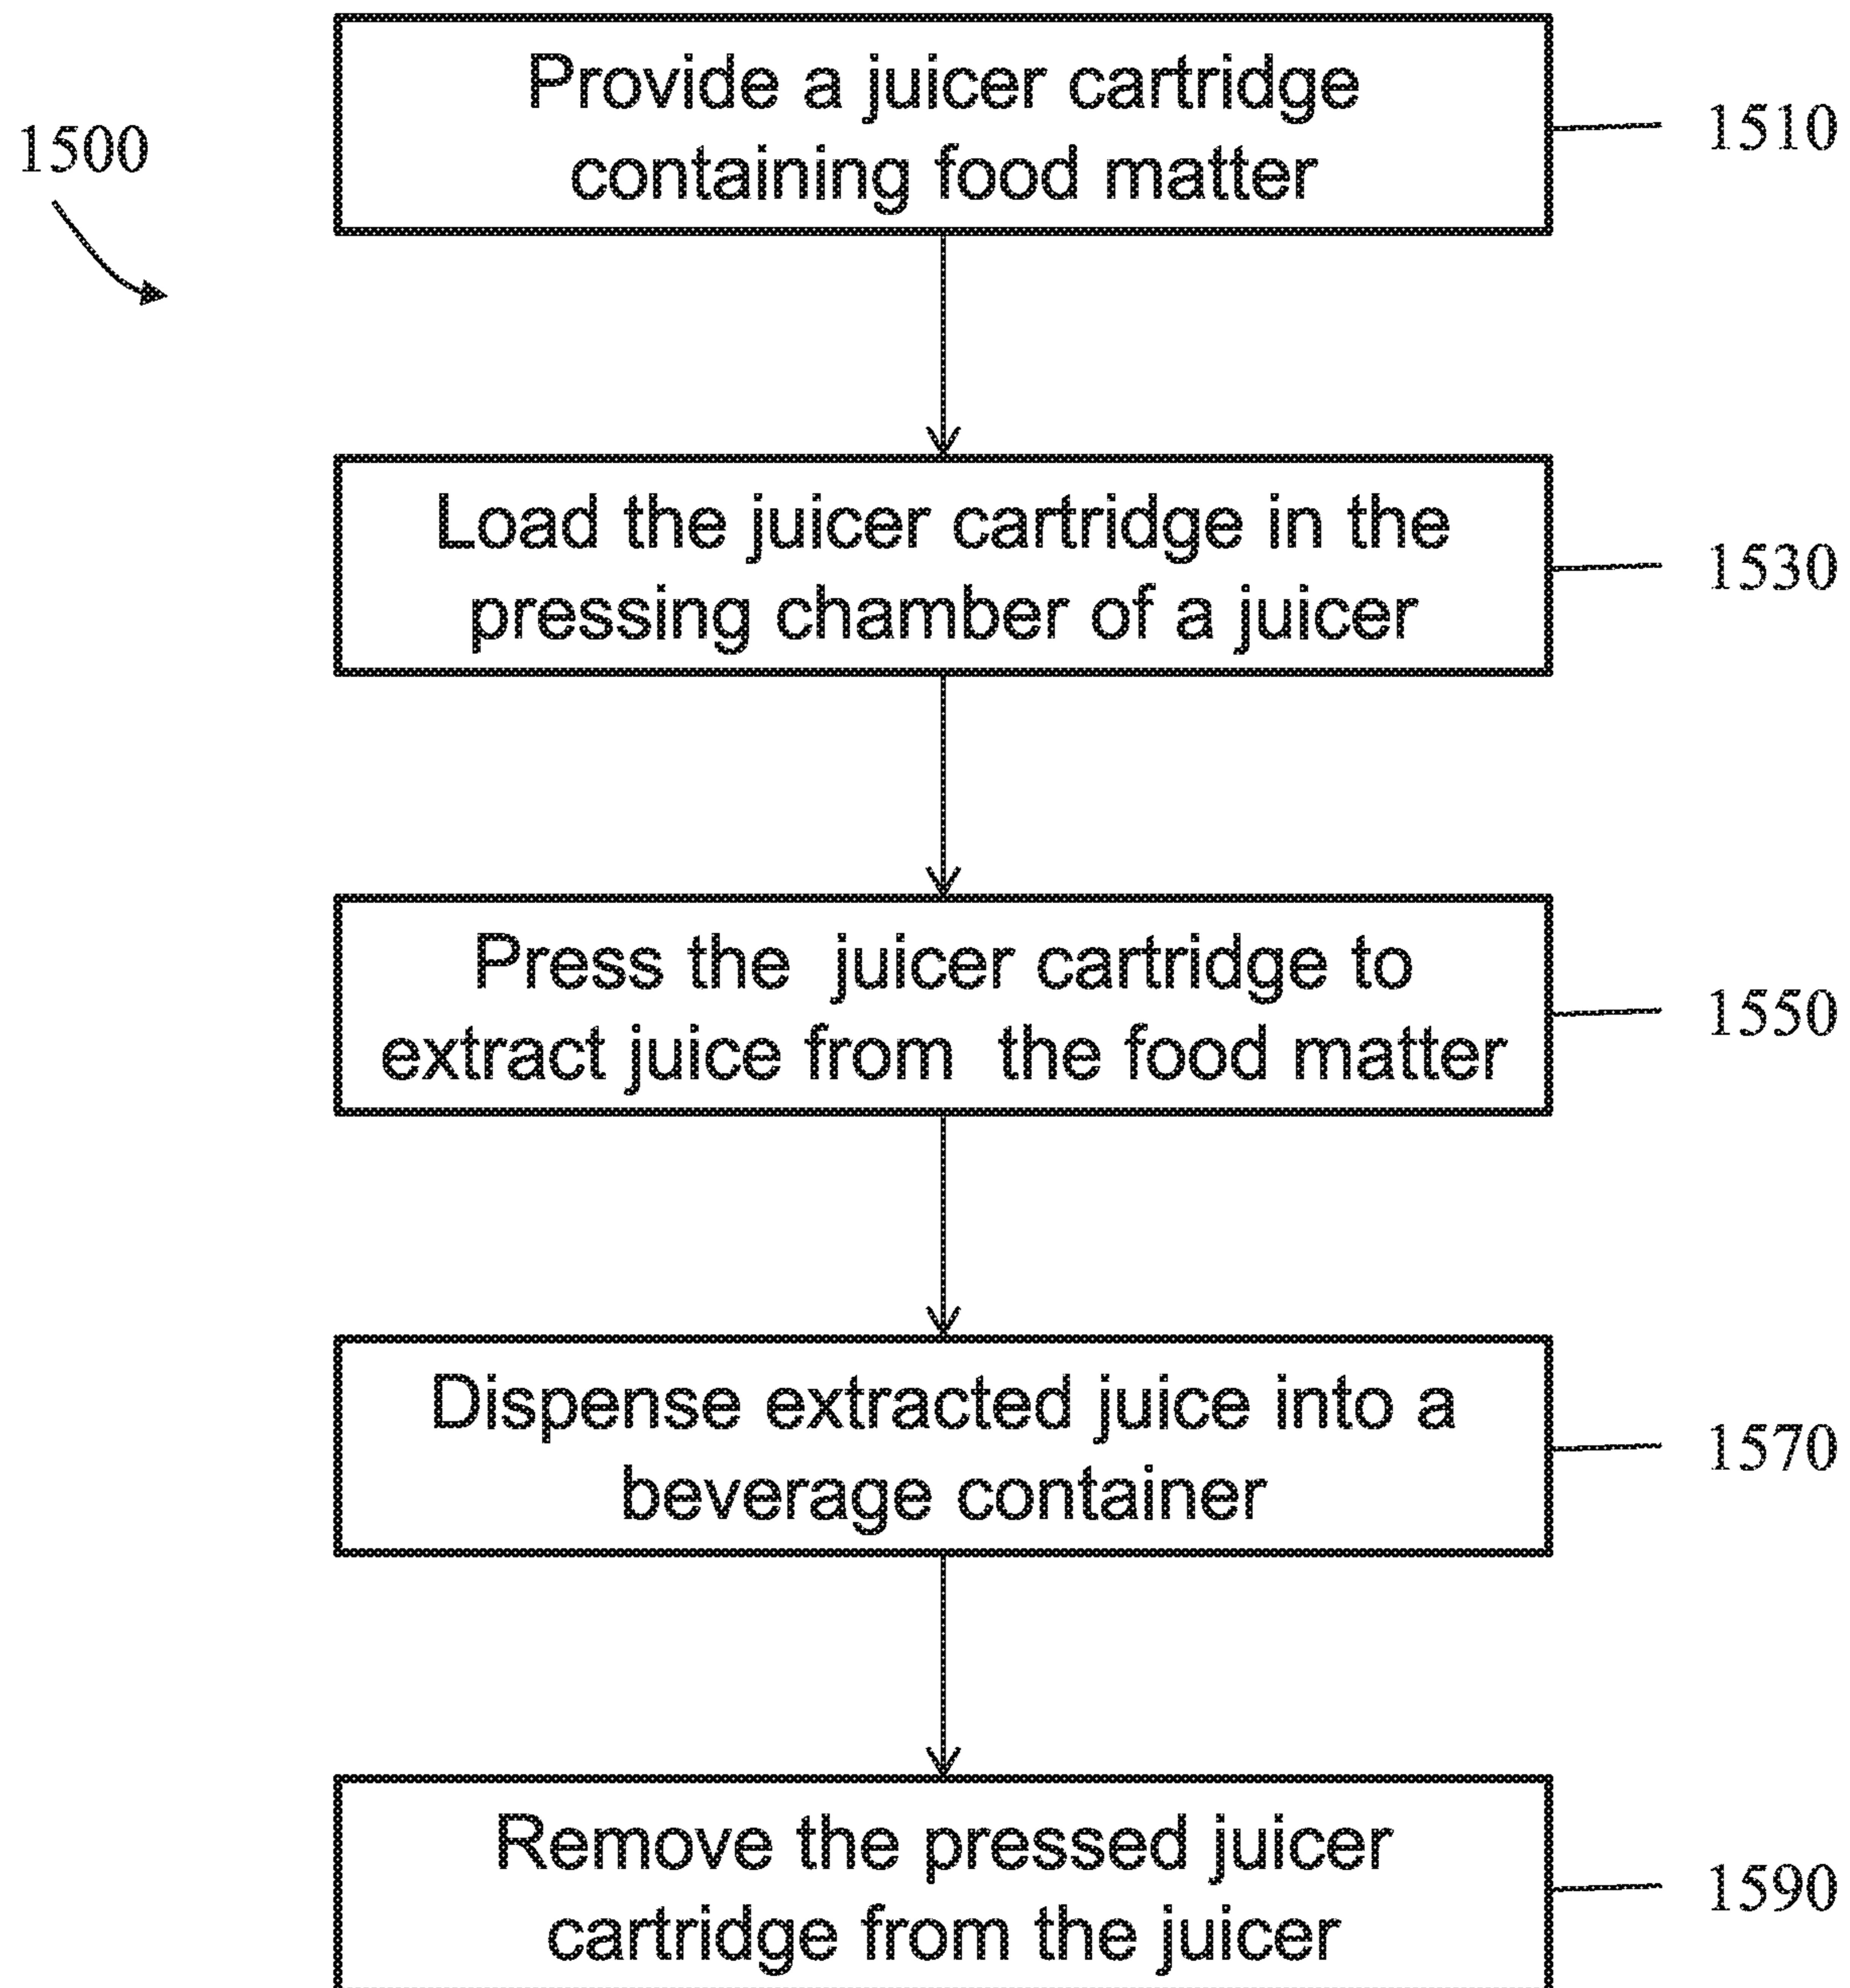 1500
Provide a juicer cartridge
containing food matter
1510
Load the juicer cartridge in the
pressing chamber of a juicer
1530
Press the juicer cartridge to
extract juice from the food matter
1550
Dispense extracted juice into a
beverage container
1570
Remove the pressed juicer
cartridge from the juicer
1590